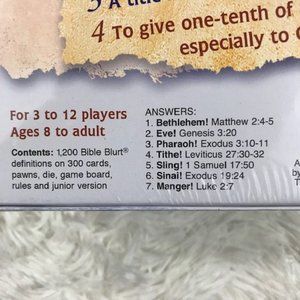 3 A title
4 TO give one-tenth of
especially to
For 3 to 12 players
Ages 8 to adult
Contents: 1,200 Bible Blurt®
definitions on 300 cards,
pawns, die, game board,
rules and junior version
ANSWERS:
1. Bethlehem! Matthew 2:4-5
2. Eve! Genesis 3:20
3. Pharaoh! Exodus 3:10-11
4. Tithe! Leviticus 27:30-32
5. Sling! 1 Samuel 17:50
6. Sinai! Exodus 19:24
7. Manger! Luke 2:7